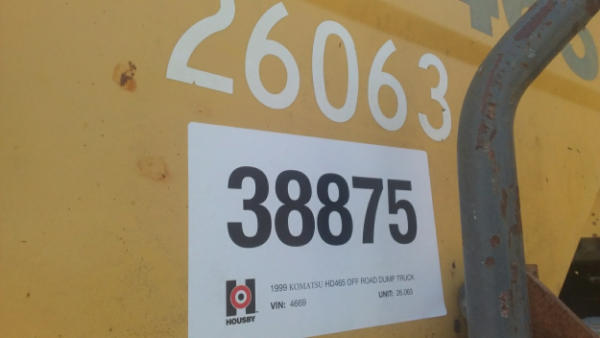 26063
38875
1999 KOMATSU HD465 OFF ROAD DUMP TRUCK
VIN: 4669 UNIT: 26.063
HOUSBY